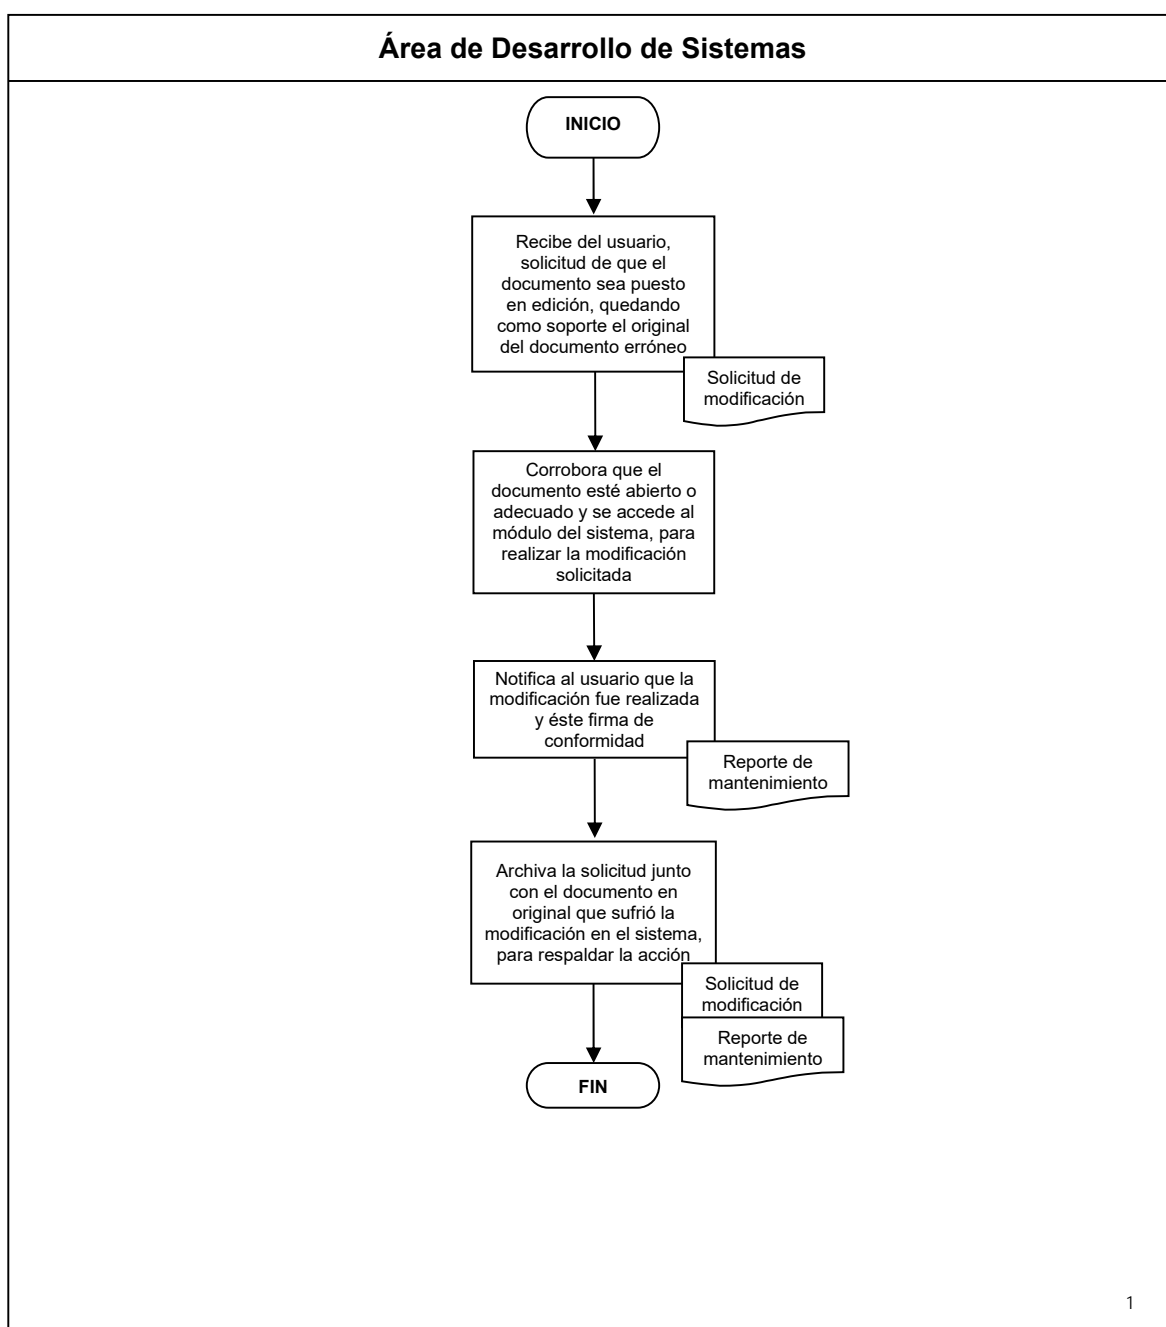 Área de Desarrollo de Sistemas
INICIO
Recibe del usuario,
solicitud de que el
documento sea puesto
en edición, quedando
como soporte el original
del documento erróneo
Solicitud de
modificación
Corrobora que el
documento esté abierto o
adecuado y se accede al
módulo del sistema, para
realizar la modificación
solicitada
Notifica al usuario que la
modificación fue realizada
y éste firma de
conformidad
Reporte de
mantenimiento
Archiva la solicitud junto
con el documento en
original que sufrió la
modificación en el sistema,
para respaldar la acción
Solicitud de
modificación
Reporte de
mantenimiento
FIN
1